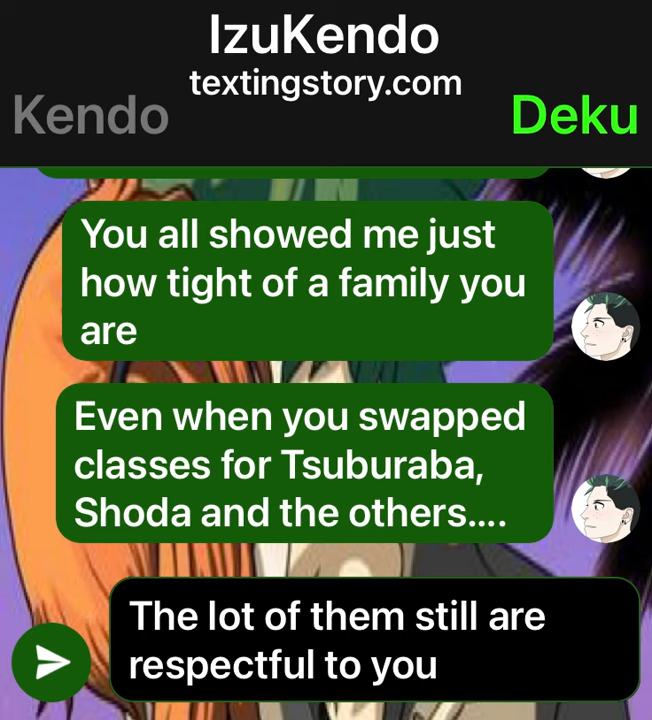 IzuKendo
textingstory.com
Kendo
Deku
You all showed me just
how tight of a family you
are
Even when you swapped
classes for Tsuburaba,
Shoda and the others....
The lot of them still are
respectful to you